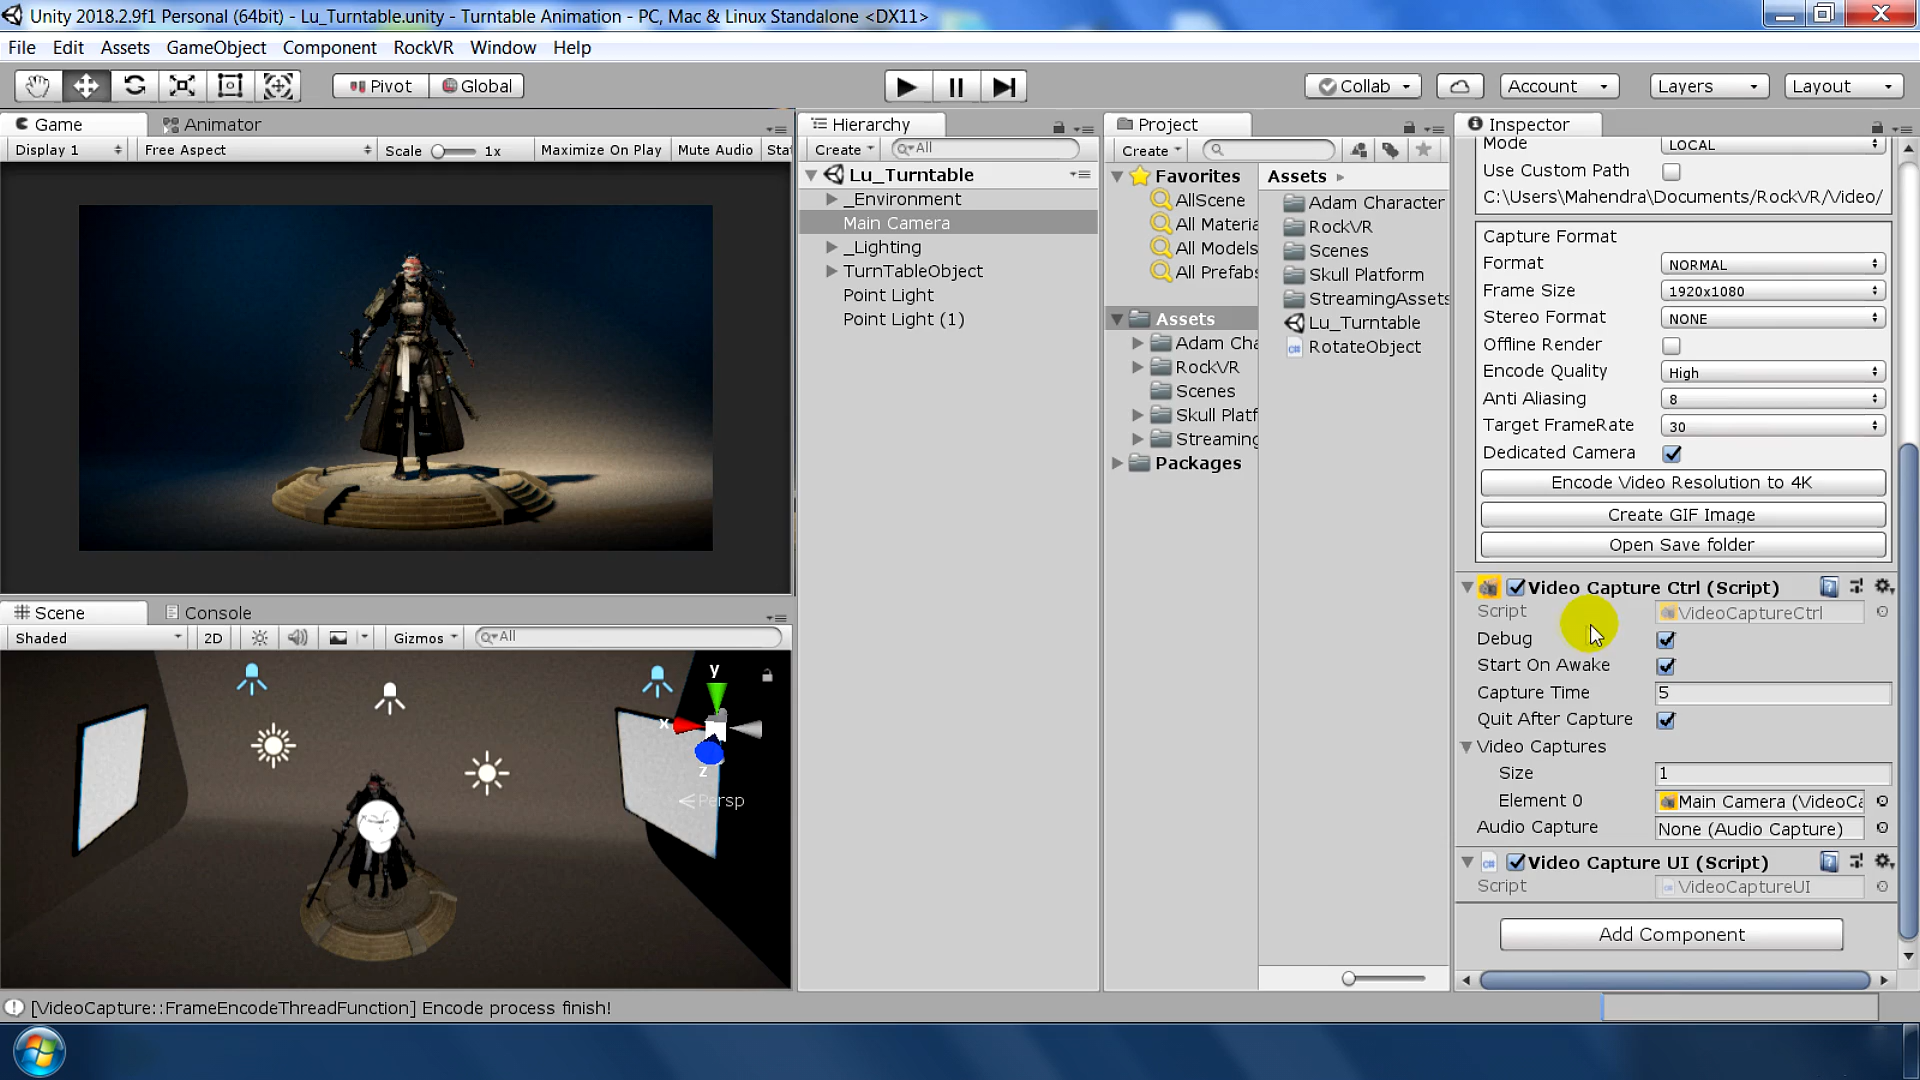 Unity 2018.2.9f1 Personal (64bit) - Lu_Turntable.unity - Turntable Animation - PC, Mac & Linux Standalone <DX11>
File Edit Assets GameObject Component RockVR Window Help
Pivot Global Collab Account Layers Layout
Game Animator
Display 1 Free Aspect Scale 1x Maximize On Play Mute Audio Stat
Hierarchy
Create All
Lu_Turntable
_Environment
Main Camera
_Lighting
TurnTableObject
Point Light
Point Light (1)
Project
Create
Favorites
AllScene
All Materia
All Models
All Prefabs
Assets
Adam Cha
RockVR
Scenes
Skull Platf
Streaming
Packages
Assets
Adam Character
RockVR
Scenes
Skull Platform
StreamingAssets
Lu_Turntable
RotateObject
Inspector
Mode LOCAL
Use Custom Path
C:\Users\Mahendra\Documents/RockVR/Video/
Capture Format
Format NORMAL
Frame Size 1920x1080
Stereo Format NONE
Offline Render
Encode Quality High
Anti Aliasing 8
Target FrameRate 30
Dedicated Camera
Encode Video Resolution to 4K
Create GIF Image
Open Save folder
Video Capture Ctrl (Script)
Script VideoCaptureCtrl
Debug
Start On Awake
Capture Time 5
Quit After Capture
Video Captures
Size 1
Element 0 Main Camera (VideoCa
Audio Capture None (Audio Capture)
Video Capture UI (Script)
Script VideoCaptureUI
Add Component
Scene Console
Shaded 2D Gizmos All
y
x
z
Persp
[VideoCapture::FrameEncodeThreadFunction] Encode process finish!